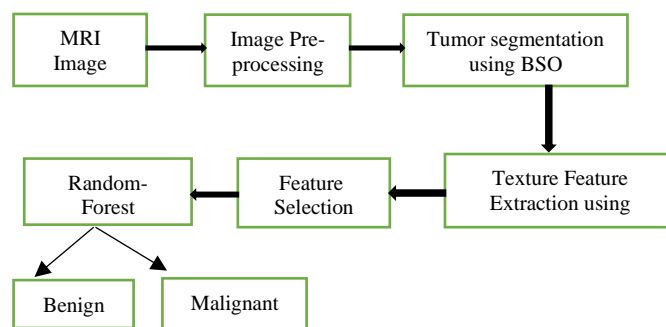 MRI
Image
Image Pre-
processing
Tumor segmentation
using BSO
Texture Feature
Extraction using
Feature
Selection
Random-
Forest
Benign
Malignant